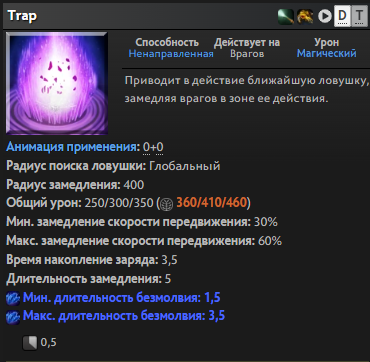 Trap
D T
Способность Действует на Урон
Ненаправленная Врагов Магический
Приводит в действие ближайшую ловушку,
замедляя врагов в зоне ее действия.
Анимация применения: 0+0
Радиус поиска ловушки: Глобальный
Радиус замедления: 400
Общий урон: 250/300/350 (360/410/460)
Мин. замедление скорости передвижения: 30%
Макс. замедление скорости передвижения: 60%
Время накопление заряда: 3,5
Длительность замедления: 5
Мин. длительность безмолвия: 1,5
Макс. длительность безмолвия: 3,5
0,5